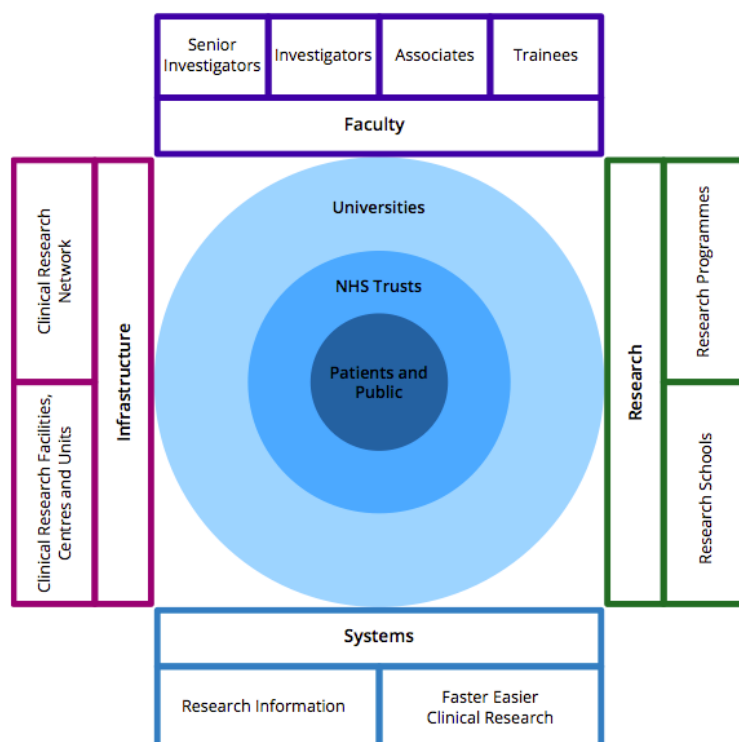 Senior
Investigators
Investigators
Associates
Trainees
Faculty
Clinical Research
Network
Clinical Research Facilities,
Centres and Units
Infrastructure
Universities
NHS Trusts
Patients and
Public
Research
Research Programmes
Research Schools
Systems
Research Information
Faster Easier
Clinical Research